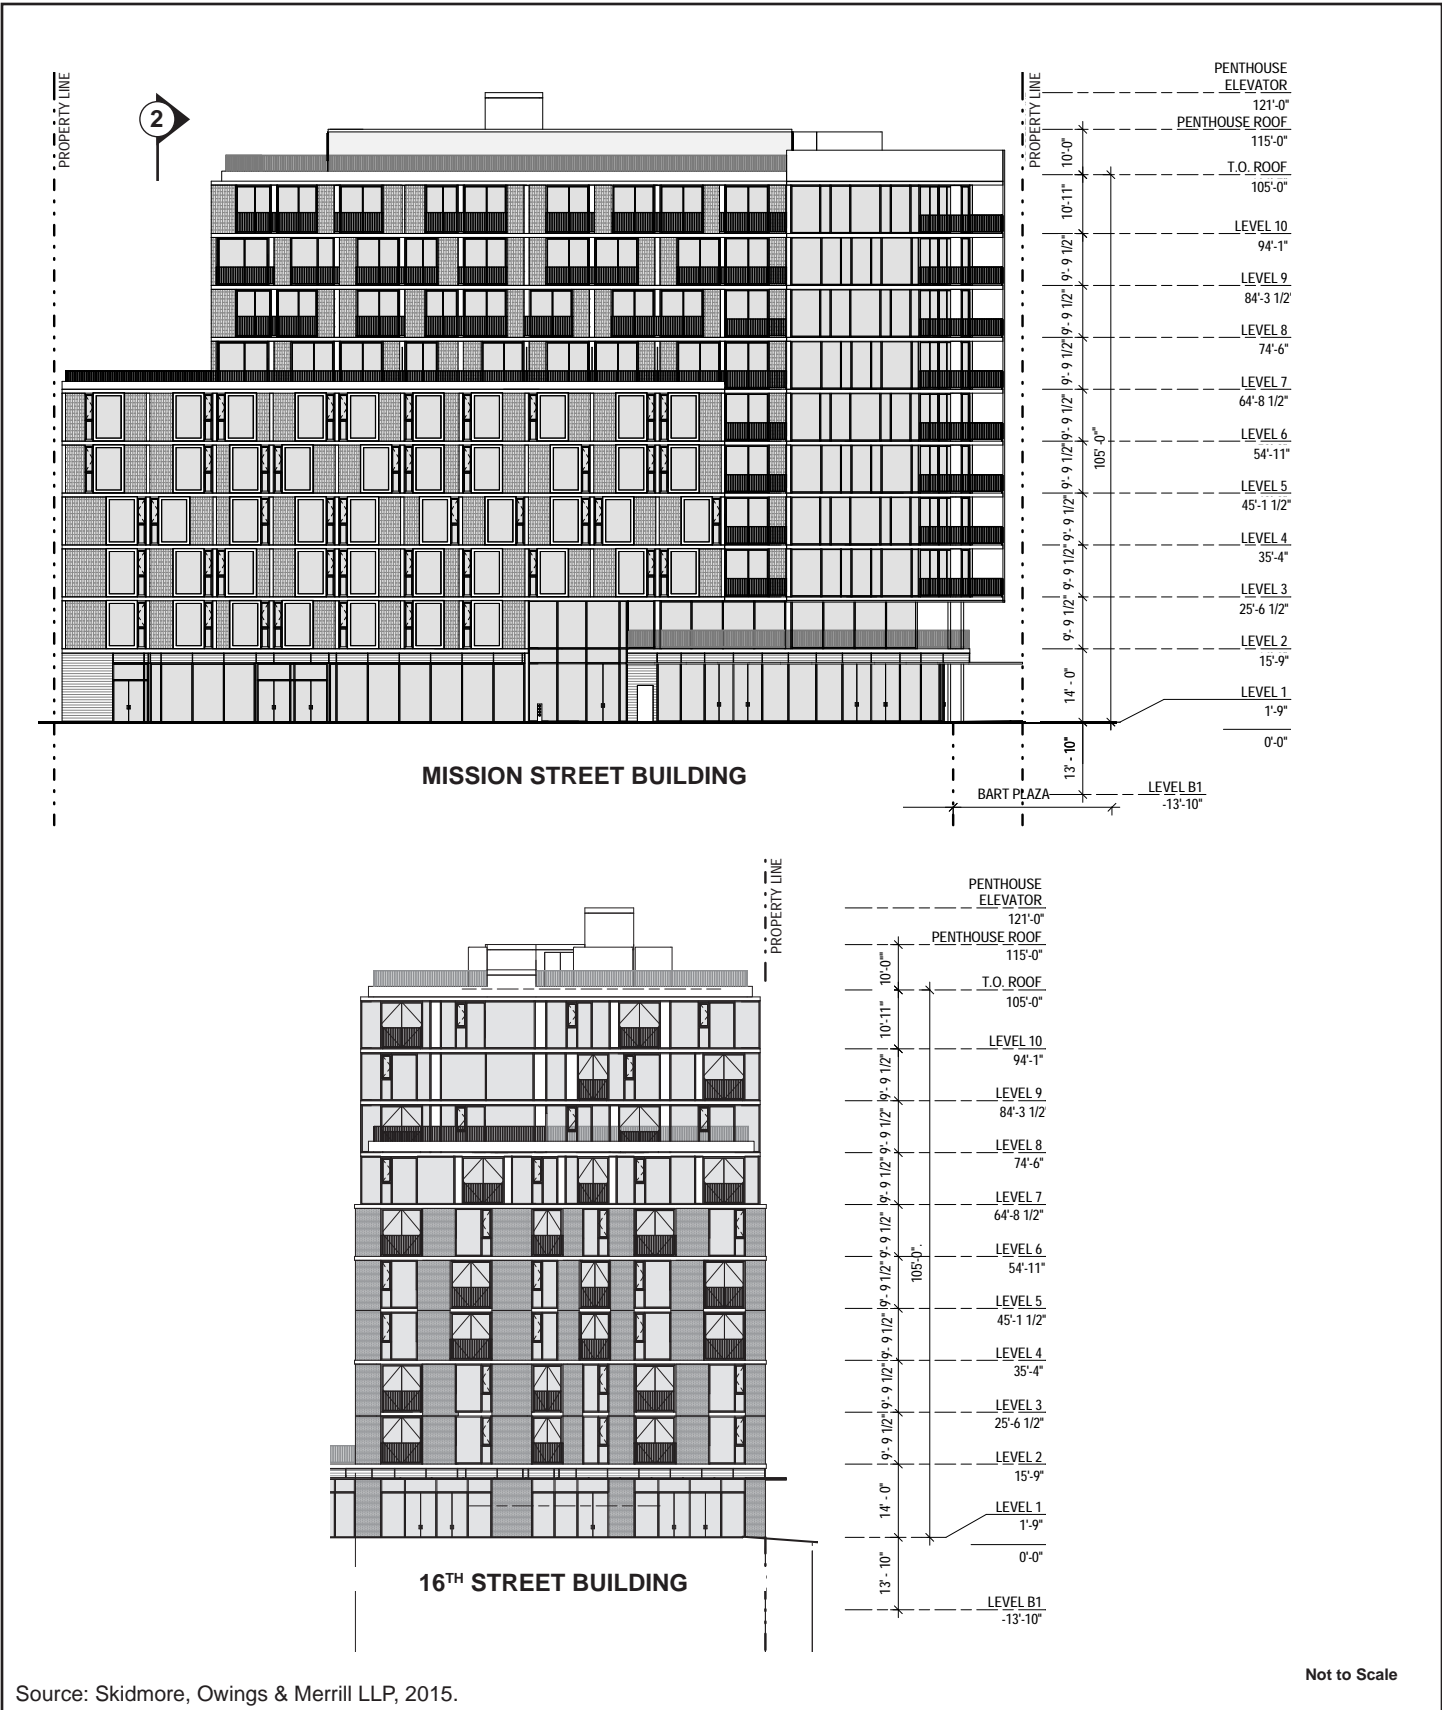 PROPERTY LINE
2
PROPERTY LINE
PENTHOUSE
ELEVATOR
121'-0"
PENTHOUSE ROOF
115'-0"
10'-0"
T.O. ROOF
105'-0"
10'-11"
LEVEL 10
94'-1"
9'- 9 1/2"
LEVEL 9
84'-3 1/2'
9'- 9 1/2"
LEVEL 8
74'-6"
9'- 9 1/2"
LEVEL 7
64'-8 1/2"
9'- 9 1/2"
LEVEL 6
54'-11"
9'- 9 1/2"
105'-0"
LEVEL 5
45'-1 1/2"
9'- 9 1/2"
LEVEL 4
35'-4"
9'- 9 1/2"
LEVEL 3
25'-6 1/2"
9'- 9 1/2"
LEVEL 2
15'-9"
14' - 0"
LEVEL 1
1'-9"
0'-0"
13' - 10"
MISSION STREET BUILDING
BART PLAZA
LEVEL B1
-13'-10"
PROPERTY LINE
PENTHOUSE
ELEVATOR
121'-0"
PENTHOUSE ROOF
115'-0"
10'-0"
T.O. ROOF
105'-0"
10'-11"
LEVEL 10
94'-1"
9'- 9 1/2"
LEVEL 9
84'-3 1/2'
9'- 9 1/2"
LEVEL 8
74'-6"
9'- 9 1/2"
LEVEL 7
64'-8 1/2"
9'- 9 1/2"
LEVEL 6
54'-11"
9'- 9 1/2"
105'-0"
LEVEL 5
45'-1 1/2"
9'- 9 1/2"
LEVEL 4
35'-4"
9'- 9 1/2"
LEVEL 3
25'-6 1/2"
9'- 9 1/2"
LEVEL 2
15'-9"
14' - 0"
LEVEL 1
1'-9"
0'-0"
13' - 10"
16TH STREET BUILDING
LEVEL B1
-13'-10"
Not to Scale
Source: Skidmore, Owings & Merrill LLP, 2015.